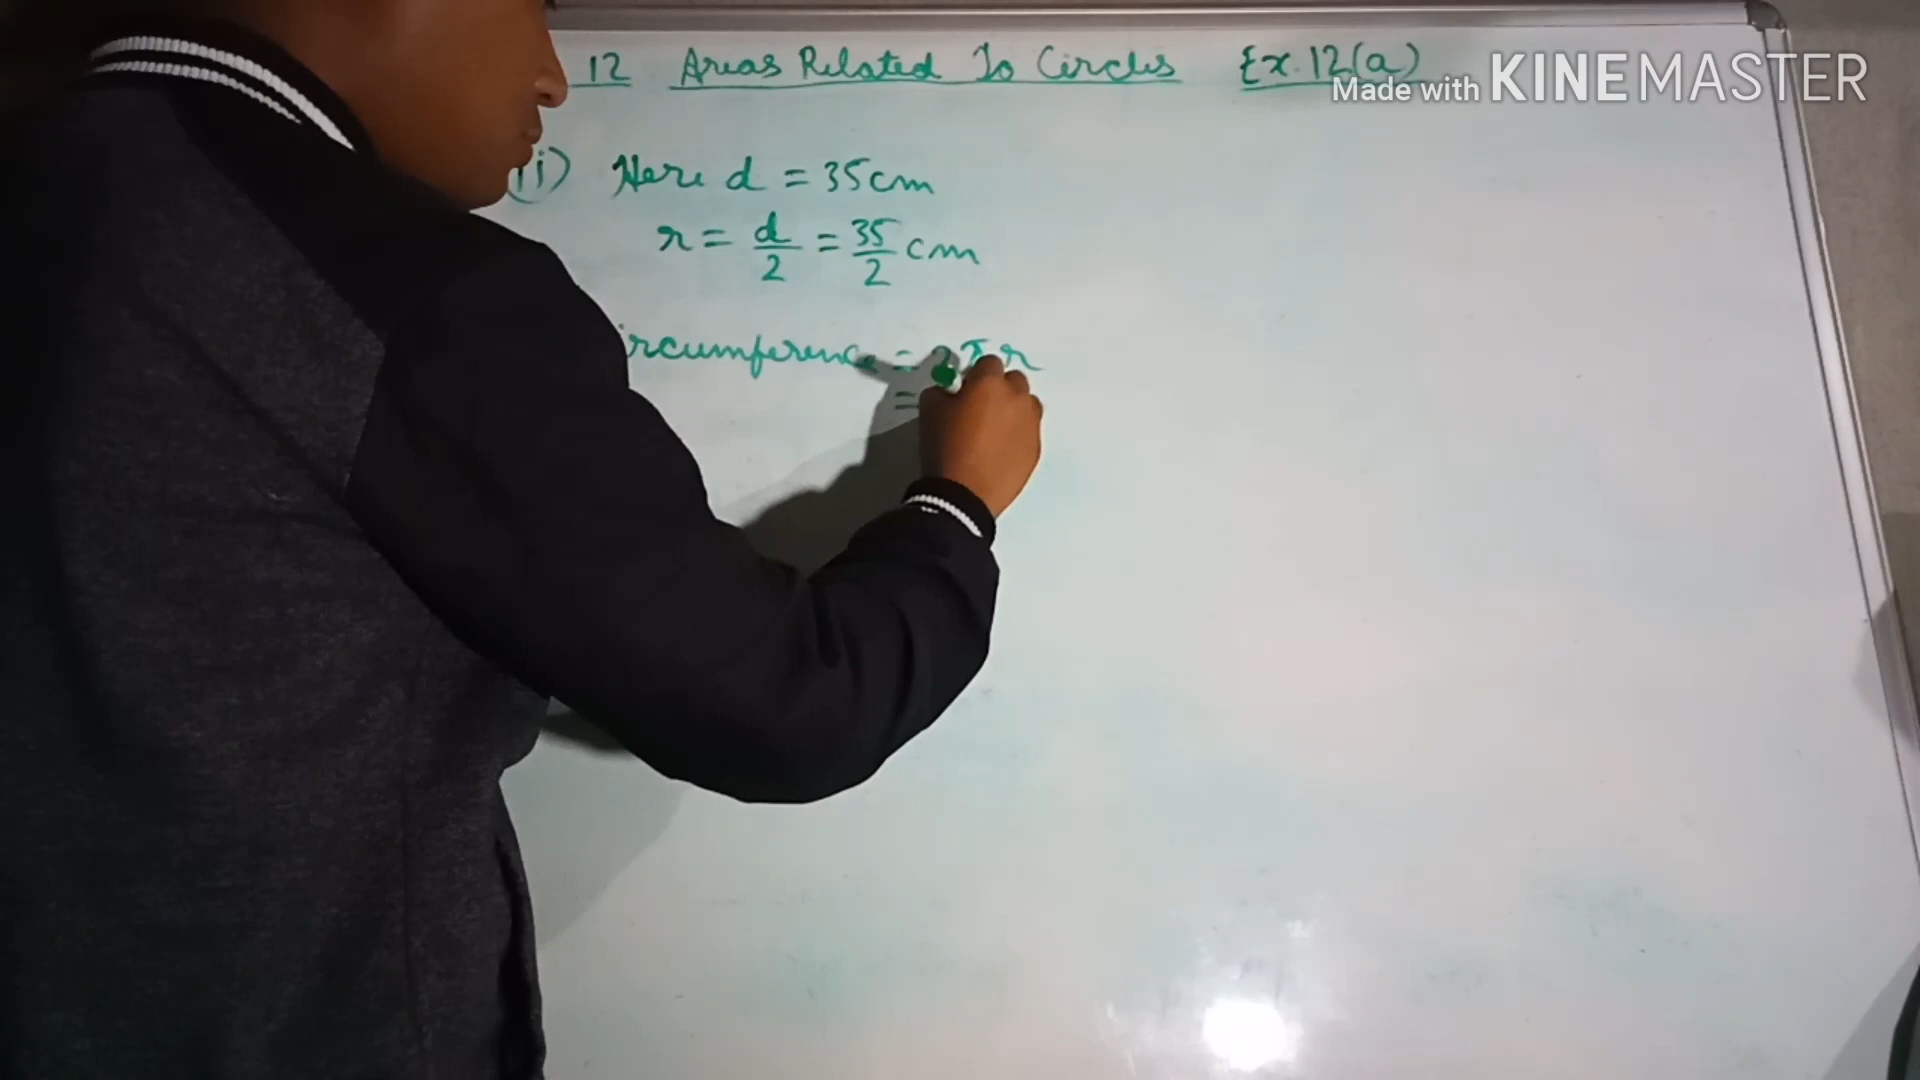 12 Areas Related To Circles Ex. 12(a)
Made with KINEMASTER
ii) Here d = 35cm
r = d/2 = 35/2 cm
ircumference = 2πr
=